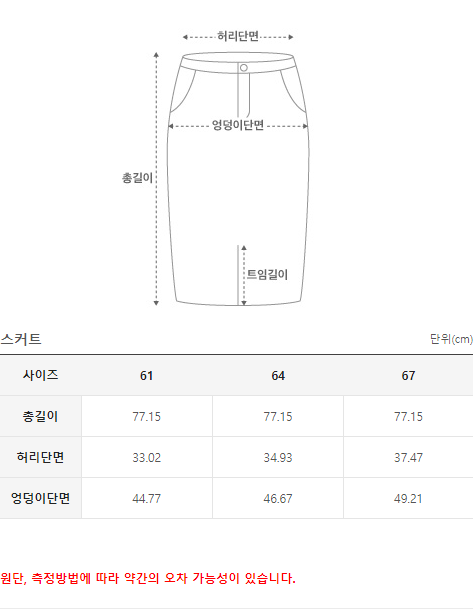 허리단면
엉덩이단면
총길이
트임길이
스커트 단위(cm)
사이즈 61 64 67
총길이 77.15 77.15 77.15
허리단면 33.02 34.93 37.47
엉덩이단면 44.77 46.67 49.21
원단, 측정방법에 따라 약간의 오차 가능성이 있습니다.